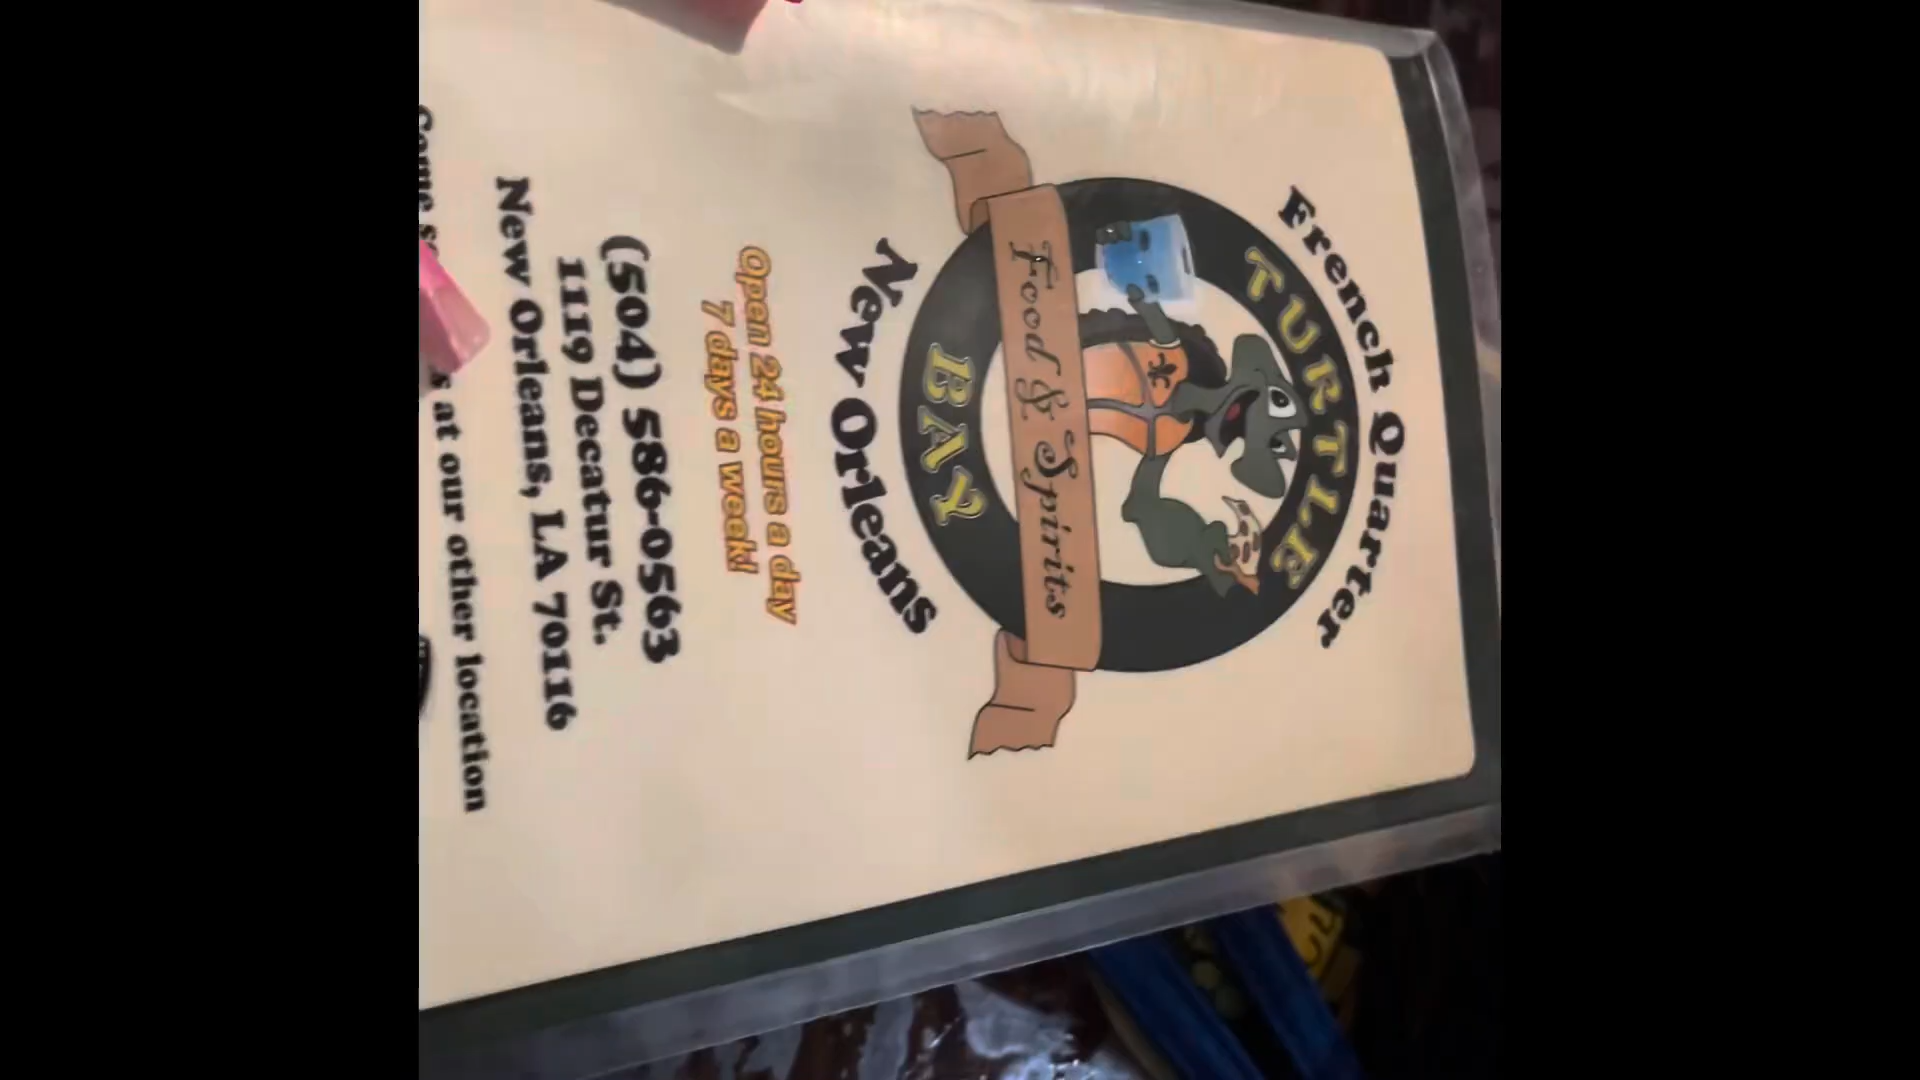 French Quarter
TURTLE
Food & Spirits
BAY
New Orleans
Open 24 hours a day
7 days a week!
(504) 586-0563
1119 Decatur St.
New Orleans, LA 70116
at our other location